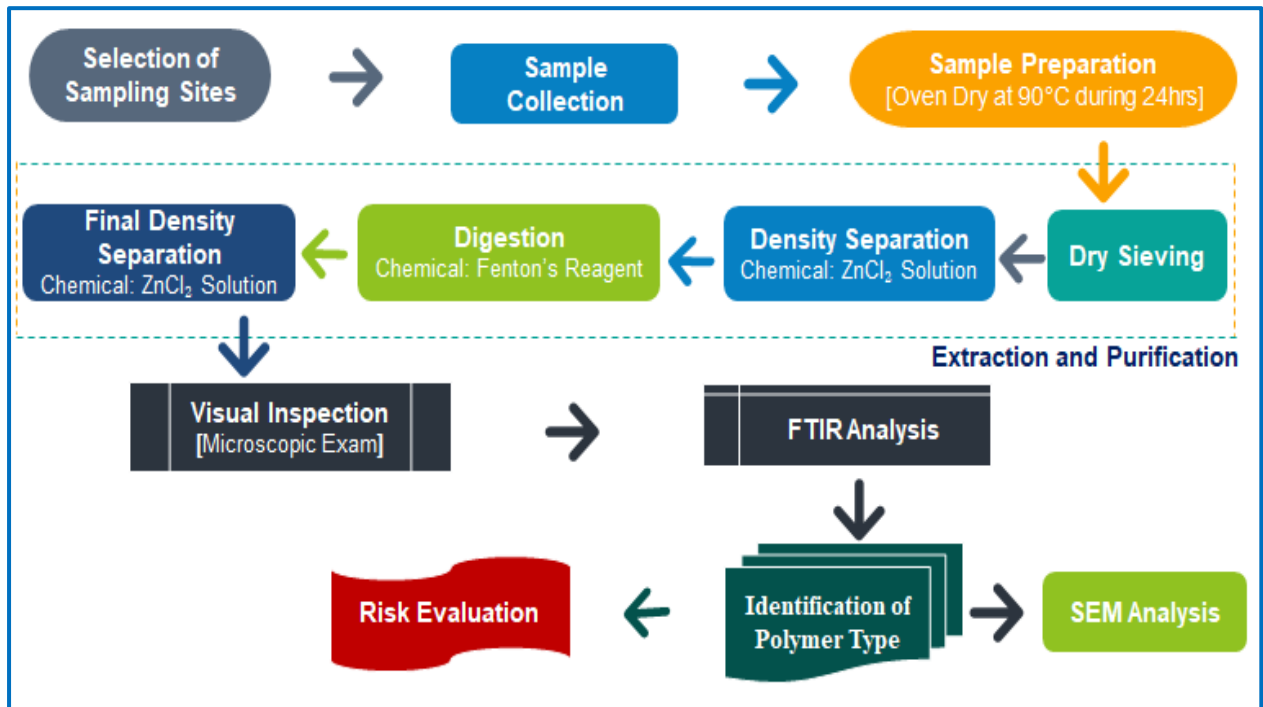 Selection of
Sampling Sites
Sample
Collection
Sample Preparation
[Oven Dry at 90°C during 24hrs]
Final Density
Separation
Chemical: ZnCl₂ Solution
Digestion
Chemical: Fenton's Reagent
Density Separation
Chemical: ZnCl₂ Solution
Dry Sieving
Extraction and Purification
Visual Inspection
[Microscopic Exam]
FTIR Analysis
Risk Evaluation
Identification of
Polymer Type
SEM Analysis